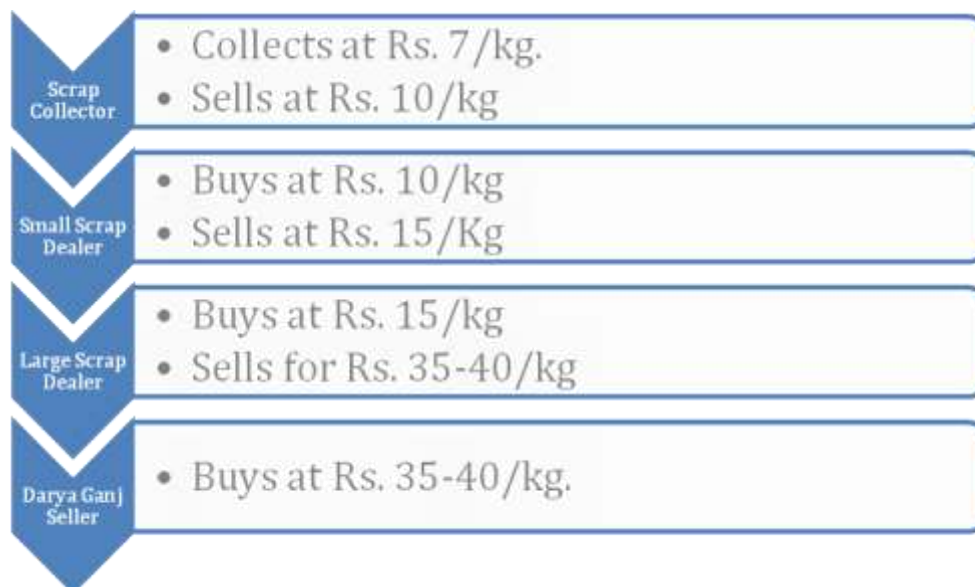 Scrap
Collector
• Collects at Rs. 7/kg.
• Sells at Rs. 10/kg
Small Scrap
Dealer
• Buys at Rs. 10/kg
• Sells at Rs. 15/Kg
Large Scrap
Dealer
• Buys at Rs. 15/kg
• Sells for Rs. 35-40/kg
Darya Ganj
Seller
• Buys at Rs. 35-40/kg.